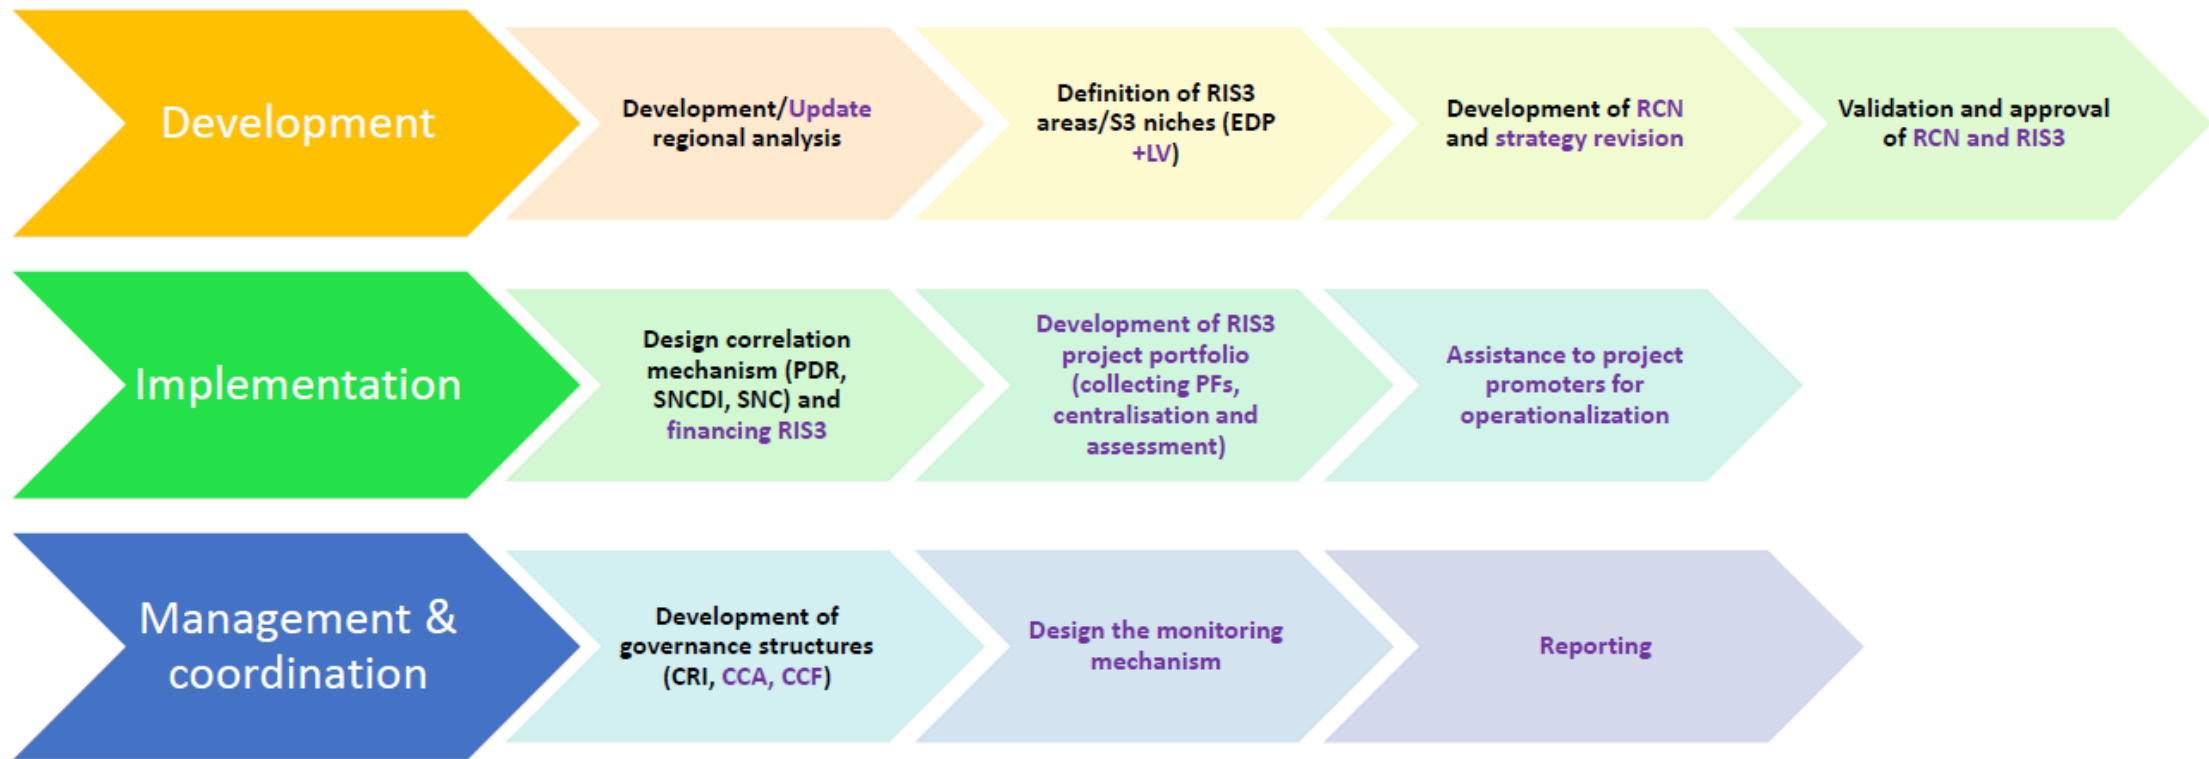 Development
Development/Update
regional analysis
Definition of RIS3
areas/S3 niches (EDP
+LV)
Development of RCN
and strategy revision
Validation and approval
of RCN and RIS3
Implementation
Design correlation
mechanism (PDR,
SNCDI, SNC) and
financing RIS3
Development of RIS3
project portfolio
(collecting PFs,
centralisation and
assessment)
Assistance to project
promoters for
operationalization
Management &
coordination
Development of
governance structures
(CRI, CCA, CCF)
Design the monitoring
mechanism
Reporting